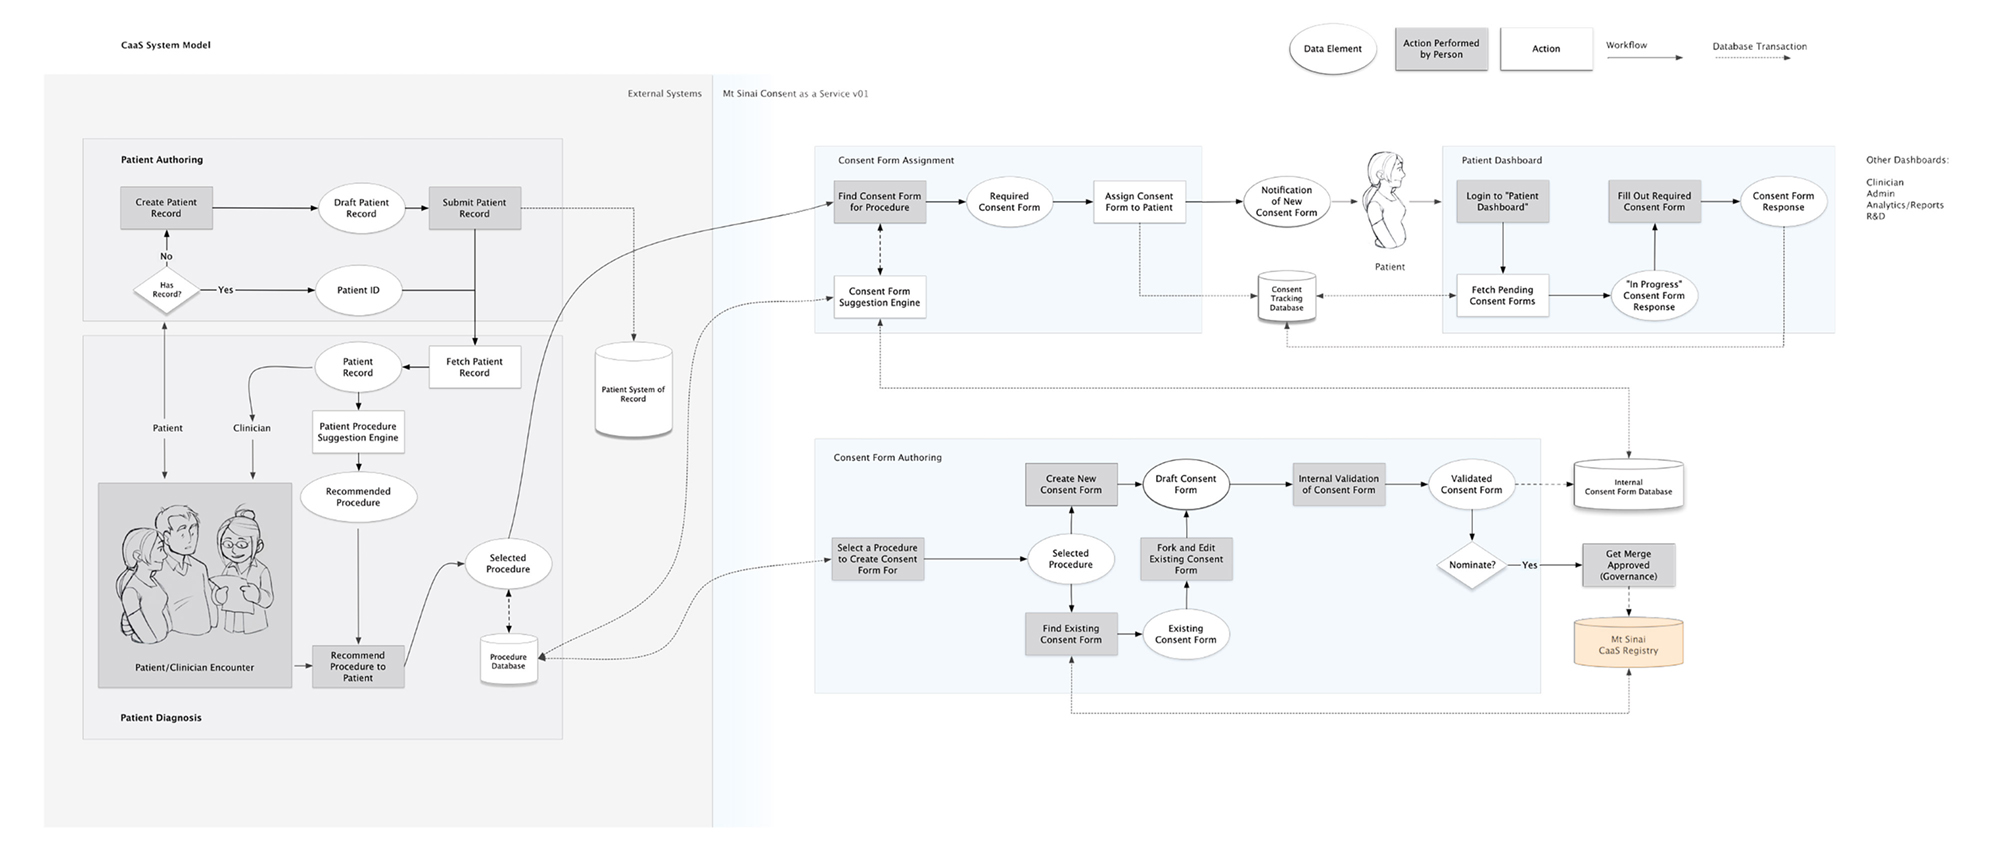 CaaS System Model
Data Element
Action Performed
by Person
Action
Workflow
Database Transaction
External Systems
Mt Sinai Consent as a Service v01
Patient Authoring
Create Patient
Record
Draft Patient
Record
Submit Patient
Record
No
Has
Record?
Yes
Patient ID
Patient
Record
Fetch Patient
Record
Patient
Clinician
Patient Procedure
Suggestion Engine
Recommended
Procedure
Patient/Clinician Encounter
Recommend
Procedure to
Patient
Selected
Procedure
Procedure
Database
Patient Diagnosis
Patient System of
Record
Consent Form Assignment
Find Consent Form
for Procedure
Required
Consent Form
Assign Consent
Form to Patient
Consent Form
Suggestion Engine
Notification
of New
Consent Form
Patient
Consent
Tracking
Database
Patient Dashboard
Login to "Patient
Dashboard"
Fill Out Required
Consent Form
Consent Form
Response
Fetch Pending
Consent Forms
"In Progress"
Consent Form
Response
Other Dashboards:
Clinician
Admin
Analytics/Reports
R&D
Consent Form Authoring
Create New
Consent Form
Draft Consent
Form
Internal Validation
of Consent Form
Validated
Consent Form
Internal
Consent Form Database
Select a Procedure
to Create Consent
Form For
Selected
Procedure
Fork and Edit
Existing Consent
Form
Nominate?
Yes
Get Merge
Approved
(Governance)
Find Existing
Consent Form
Existing
Consent Form
Mt Sinai
CaaS Registry